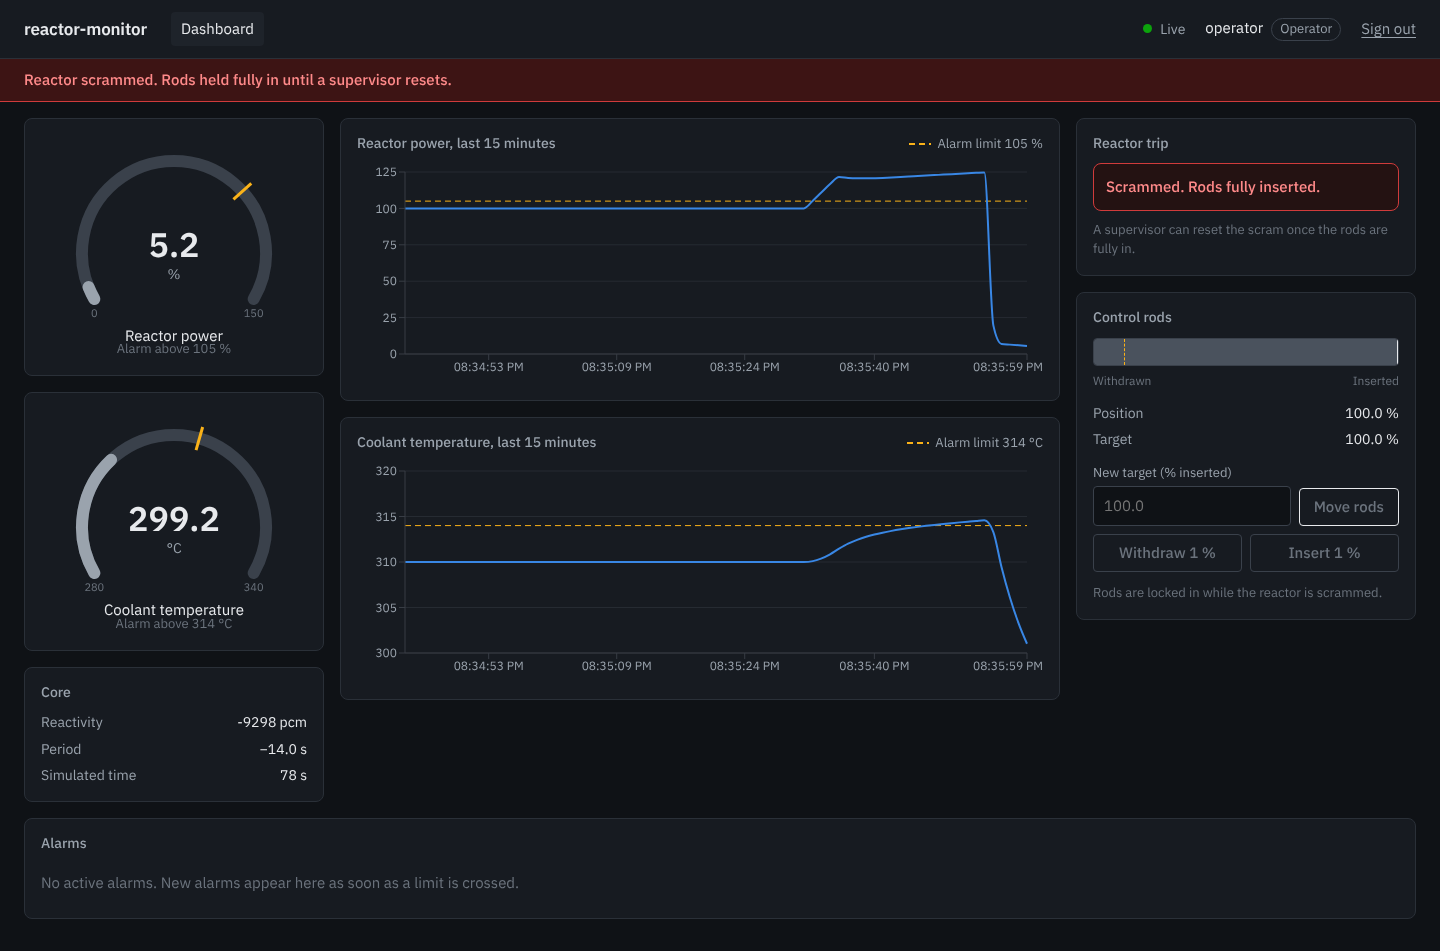 reactor-monitor
Dashboard
Live
operator
Operator
Sign out
Reactor scrammed. Rods held fully in until a supervisor resets.
5.2
%
0
150
Reactor power
Alarm above 105 %
299.2
°C
280
340
Coolant temperature
Alarm above 314 °C
Core
Reactivity -9298 pcm
Period −14.0 s
Simulated time 78 s
Reactor power, last 15 minutes
Alarm limit 105 %
125
100
75
50
25
0
08:34:53 PM 08:35:09 PM 08:35:24 PM 08:35:40 PM 08:35:59 PM
Coolant temperature, last 15 minutes
Alarm limit 314 °C
320
315
310
305
300
08:34:53 PM 08:35:09 PM 08:35:24 PM 08:35:40 PM 08:35:59 PM
Reactor trip
Scrammed. Rods fully inserted.
A supervisor can reset the scram once the rods are
fully in.
Control rods
Withdrawn Inserted
Position 100.0 %
Target 100.0 %
New target (% inserted)
100.0
Move rods
Withdraw 1 %
Insert 1 %
Rods are locked in while the reactor is scrammed.
Alarms
No active alarms. New alarms appear here as soon as a limit is crossed.